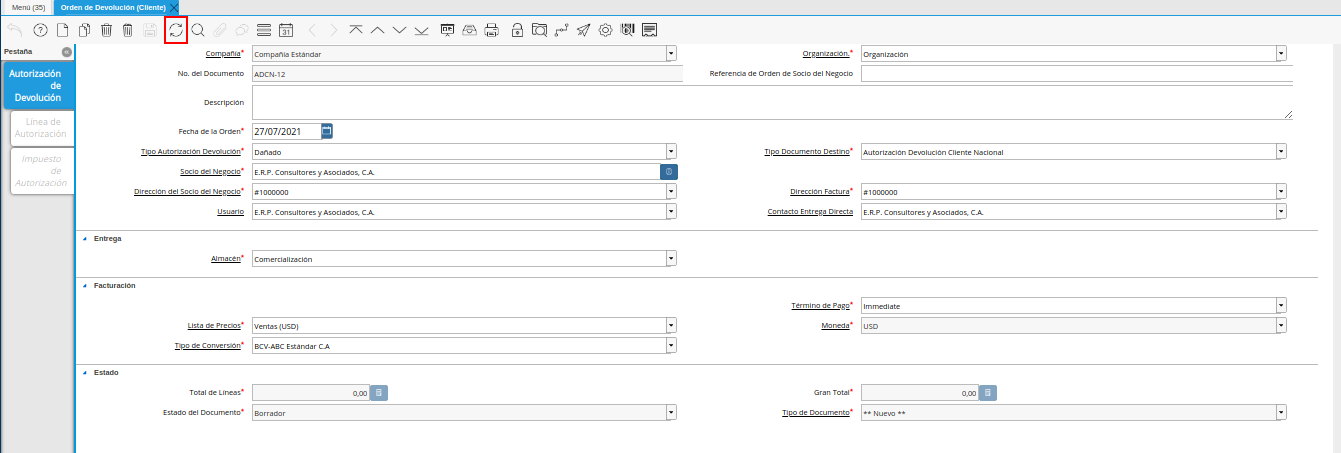 Menú (35) Orden de Devolución (Cliente)
31
Pestaña
Autorización de Devolución
Línea de Autorización
Impuesto de Autorización
Compañía* Compañía Estándar Organización.* Organización
No. del Documento ADCN-12 Referencia de Orden de Socio del Negocio
Descripción
Fecha de la Orden* 27/07/2021
Tipo Autorización Devolución* Dañado Tipo Documento Destino* Autorización Devolución Cliente Nacional
Socio del Negocio* E.R.P. Consultores y Asociados, C.A.
Dirección del Socio del Negocio* #1000000 Dirección Factura* #1000000
Usuario E.R.P. Consultores y Asociados, C.A. Contacto Entrega Directa E.R.P. Consultores y Asociados, C.A.
Entrega
Almacén* Comercialización
Facturación
Término de Pago* Immediate
Lista de Precios* Ventas (USD) Moneda* USD
Tipo de Conversión* BCV-ABC Estándar C.A
Estado
Total de Líneas* 0,00 Gran Total* 0,00
Estado del Documento* Borrador Tipo de Documento* ** Nuevo **